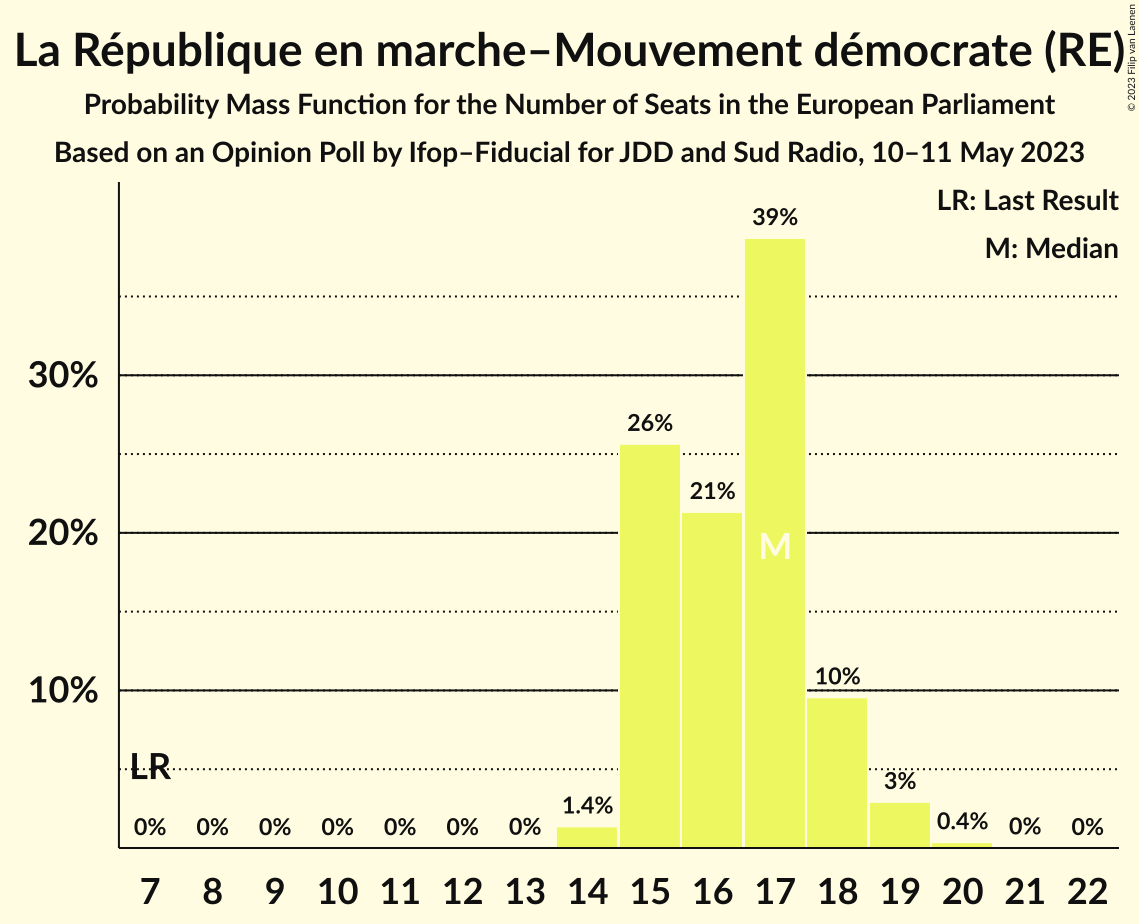 La République en marche–Mouvement démocrate (RE)
Probability Mass Function for the Number of Seats in the European Parliament
Based on an Opinion Poll by Ifop–Fiducial for JDD and Sud Radio, 10–11 May 2023
© 2023 Filip van Laenen
LR: Last Result
M: Median
39%
30%
26%
21%
20%
M
10%
10%
LR
0% 0% 0% 0% 0% 0% 0% 1.4% 3% 0.4% 0% 0%
7 8 9 10 11 12 13 14 15 16 17 18 19 20 21 22